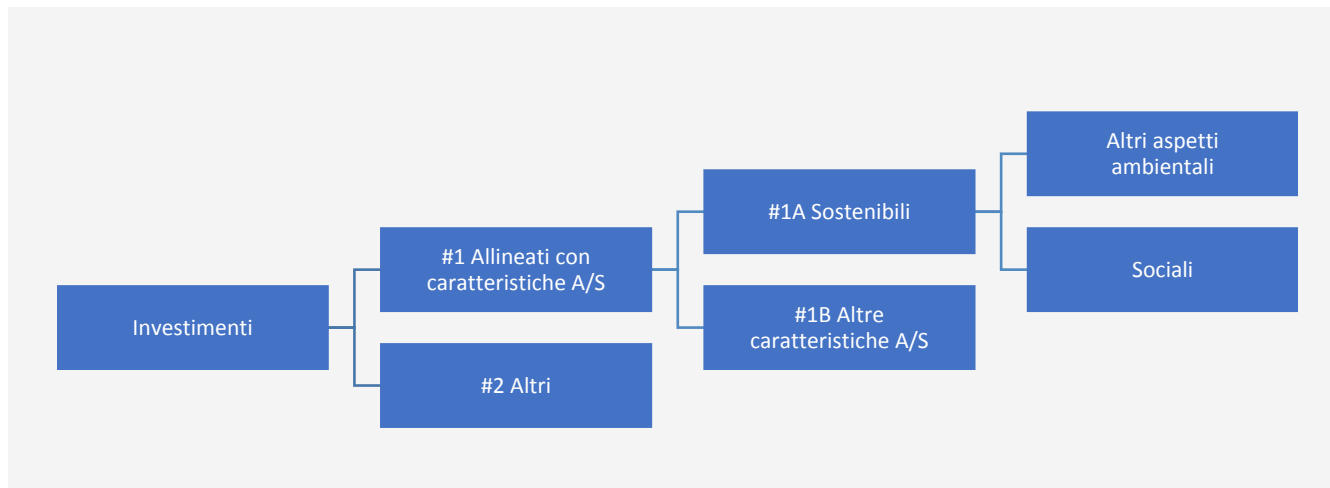 Investimenti
#1 Allineati con
caratteristiche A/S
#2 Altri
#1A Sostenibili
#1B Altre
caratteristiche A/S
Altri aspetti
ambientali
Sociali